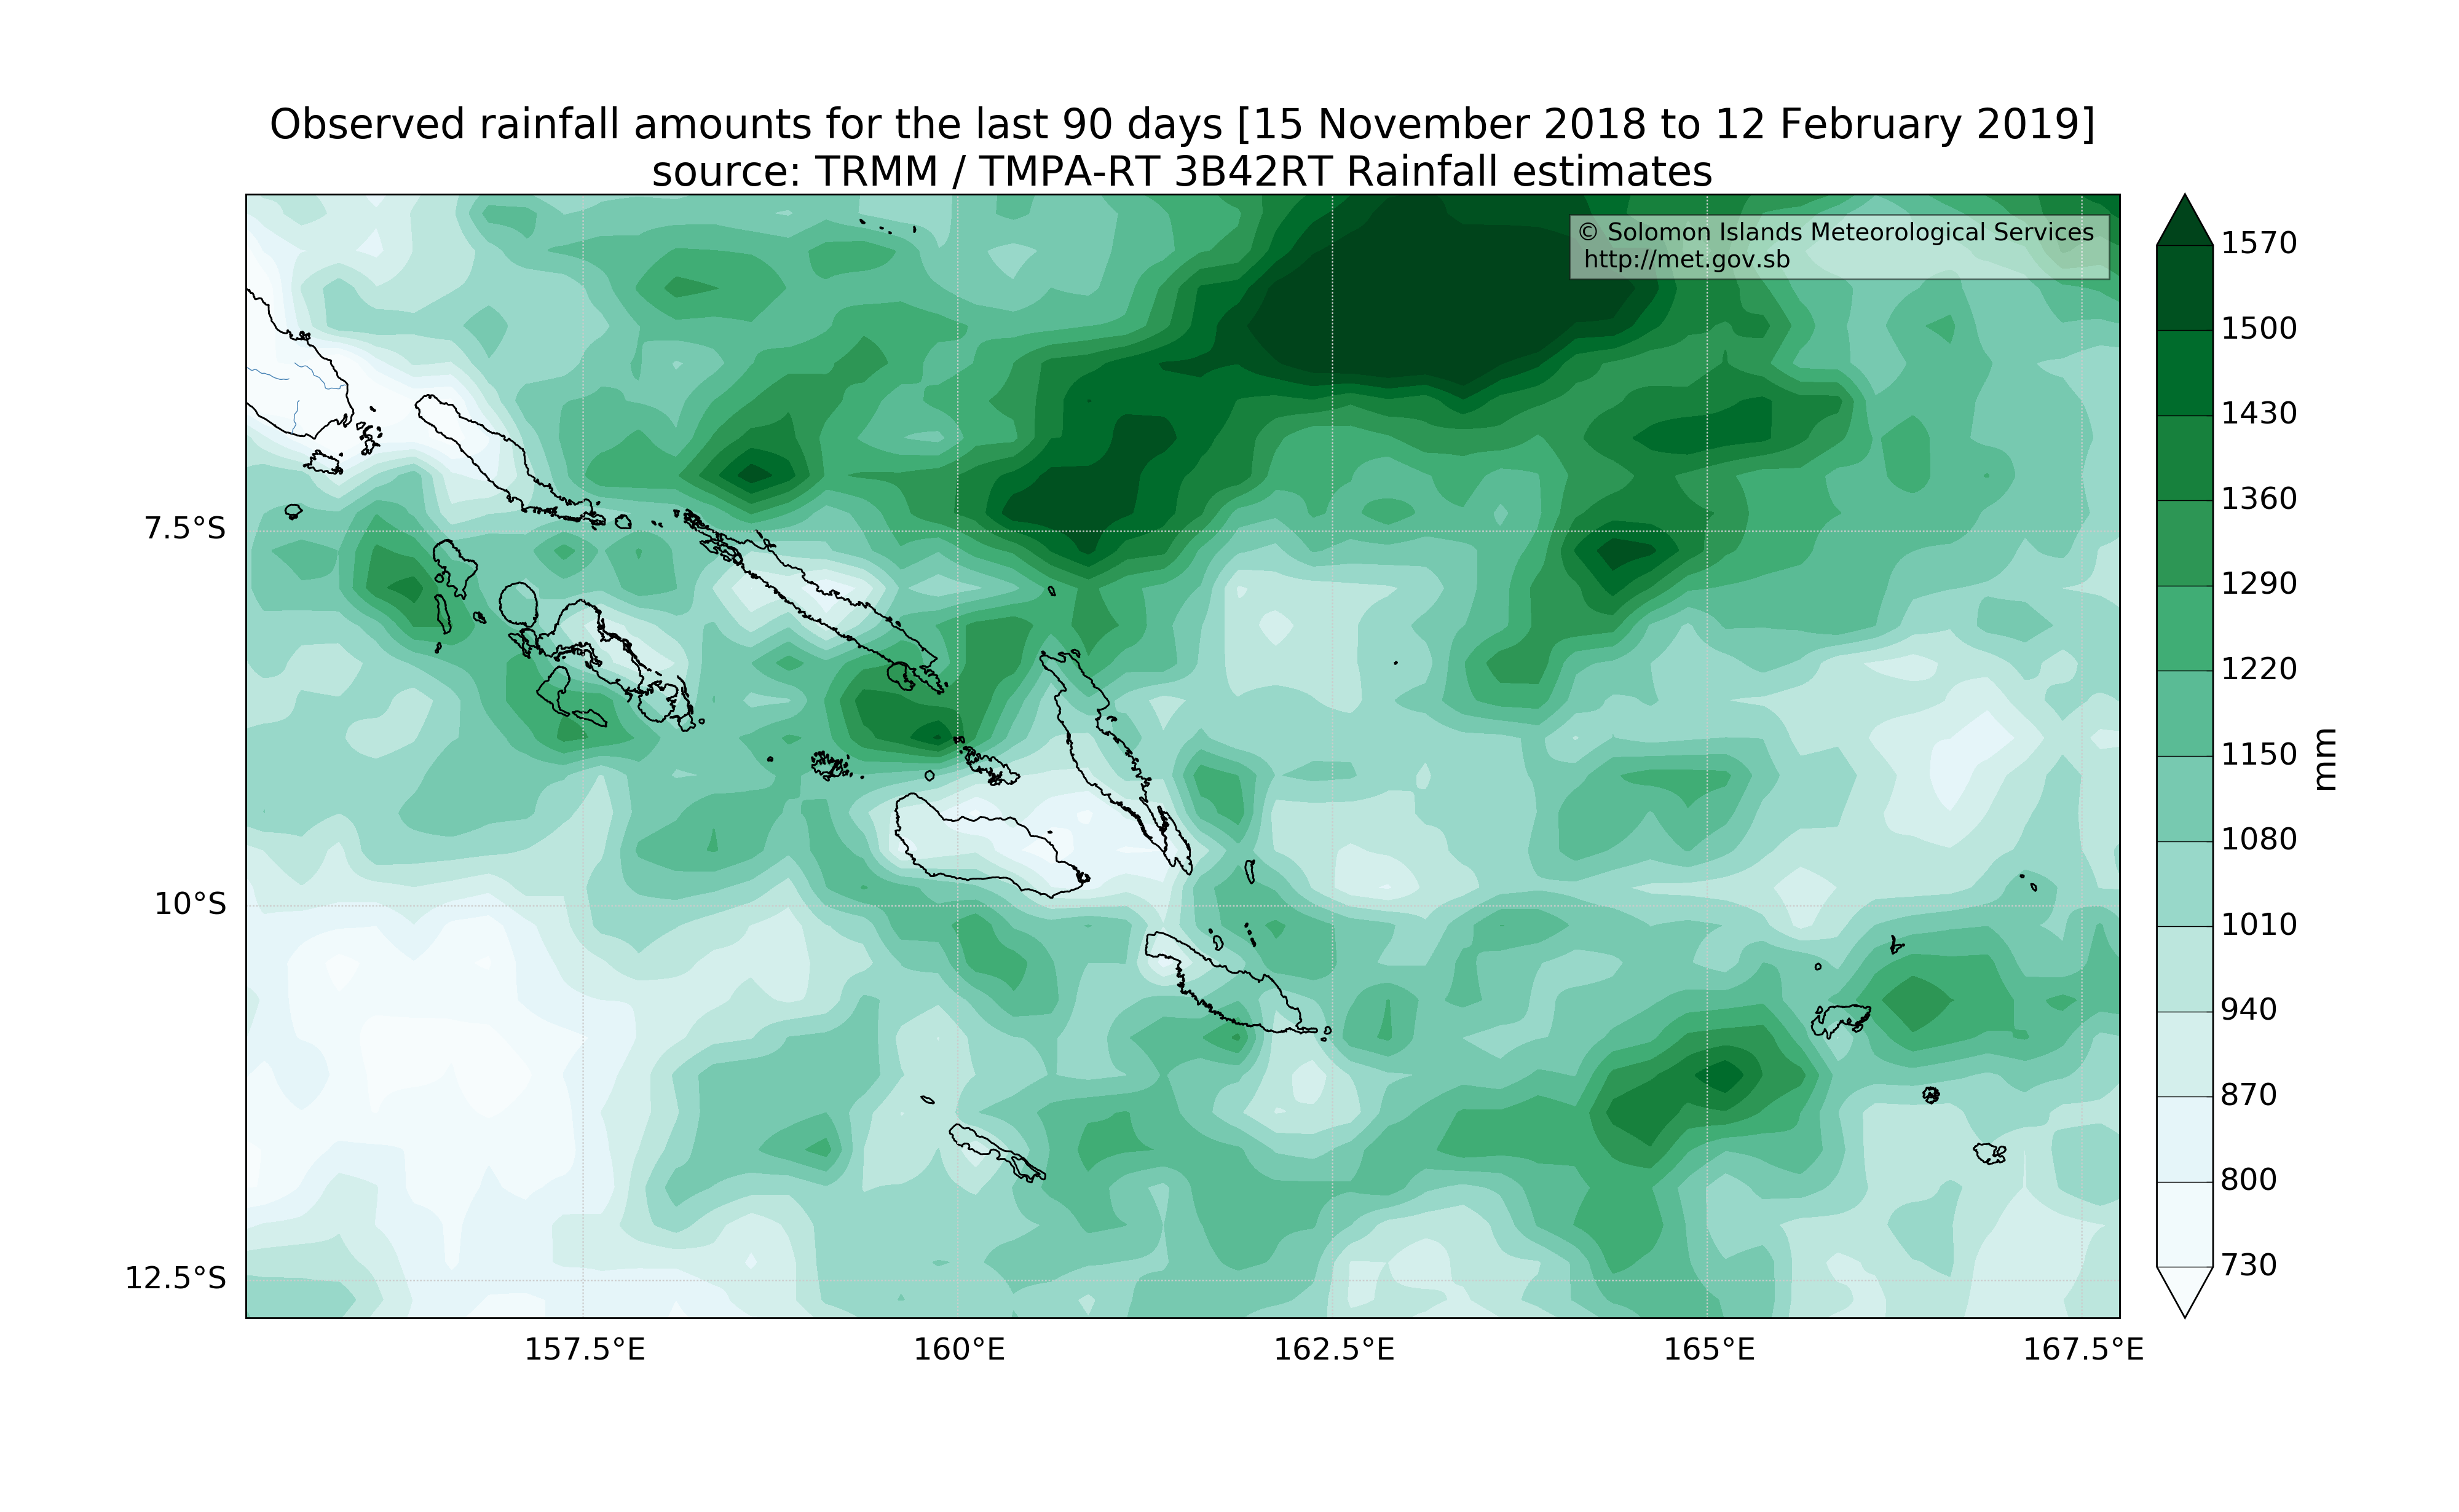 Observed rainfall amounts for the last 90 days [15 November 2018 to 12 February 2019]
source: TRMM / TMPA-RT 3B42RT Rainfall estimates
© Solomon Islands Meteorological Services
http://met.gov.sb
7.5°S
10°S
12.5°S
157.5°E
160°E
162.5°E
165°E
167.5°E
1570
1500
1430
1360
1290
1220
1150
1080
1010
940
870
800
730
mm